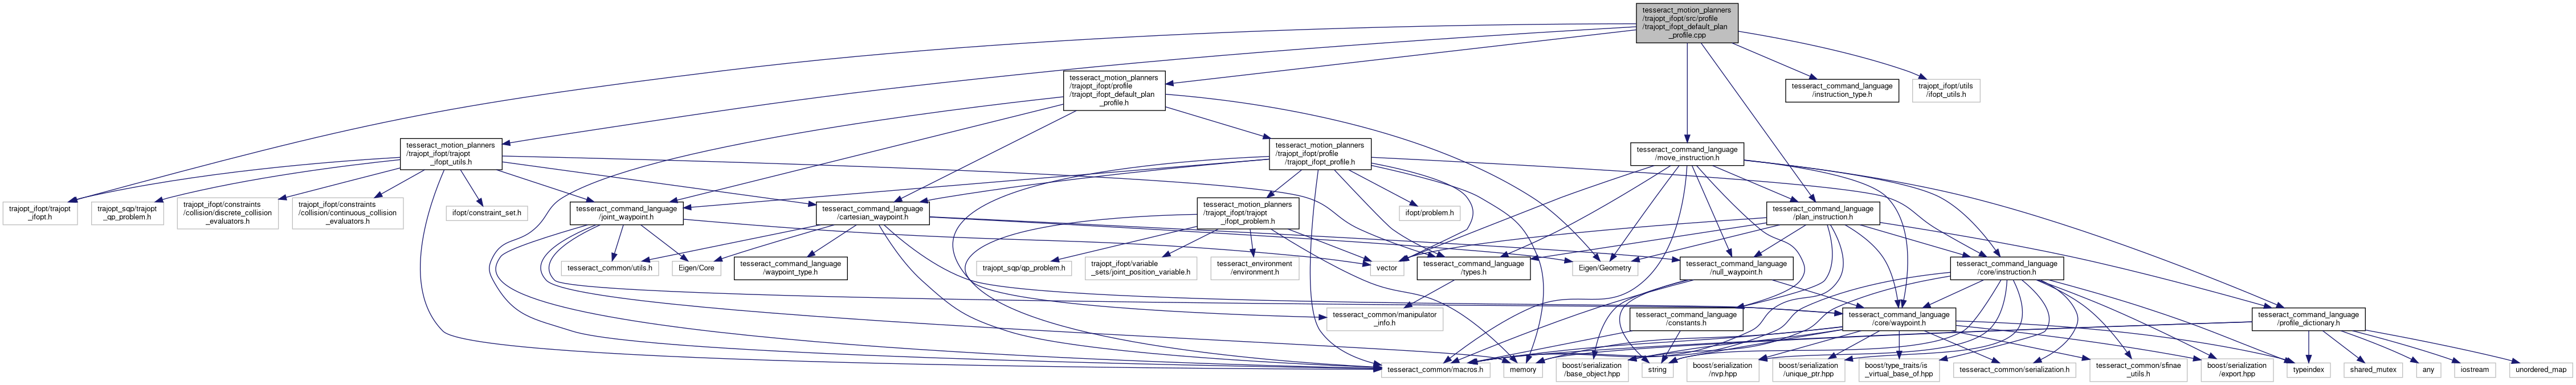 tesseract_motion_planners
/trajopt_ifopt/src/profile
/trajopt_ifopt_default_plan
_profile.cpp
tesseract_motion_planners
/trajopt_ifopt/profile
/trajopt_ifopt_default_plan
_profile.h
tesseract_command_language
/instruction_type.h
trajopt_ifopt/utils
/ifopt_utils.h
tesseract_motion_planners
/trajopt_ifopt/trajopt
_ifopt_utils.h
tesseract_motion_planners
/trajopt_ifopt/profile
/trajopt_ifopt_profile.h
tesseract_command_language
/move_instruction.h
trajopt_ifopt/trajopt
_ifopt.h
trajopt_sqp/trajopt
_qp_problem.h
trajopt_ifopt/constraints
/collision/discrete_collision
_evaluators.h
trajopt_ifopt/constraints
/collision/continuous_collision
_evaluators.h
ifopt/constraint_set.h
tesseract_command_language
/joint_waypoint.h
tesseract_command_language
/cartesian_waypoint.h
tesseract_motion_planners
/trajopt_ifopt/trajopt
_ifopt_problem.h
ifopt/problem.h
tesseract_command_language
/plan_instruction.h
tesseract_common/utils.h
Eigen/Core
tesseract_command_language
/waypoint_type.h
trajopt_sqp/qp_problem.h
trajopt_ifopt/variable
_sets/joint_position_variable.h
tesseract_environment
/environment.h
vector
tesseract_command_language
/types.h
Eigen/Geometry
tesseract_command_language
/null_waypoint.h
tesseract_command_language
/core/instruction.h
tesseract_common/manipulator
_info.h
tesseract_command_language
/constants.h
tesseract_command_language
/core/waypoint.h
tesseract_command_language
/profile_dictionary.h
tesseract_common/macros.h
memory
boost/serialization
/base_object.hpp
string
boost/serialization
/nvp.hpp
boost/serialization
/unique_ptr.hpp
boost/type_traits/is
_virtual_base_of.hpp
tesseract_common/serialization.h
tesseract_common/sfinae
_utils.h
boost/serialization
/export.hpp
typeindex
shared_mutex
any
iostream
unordered_map